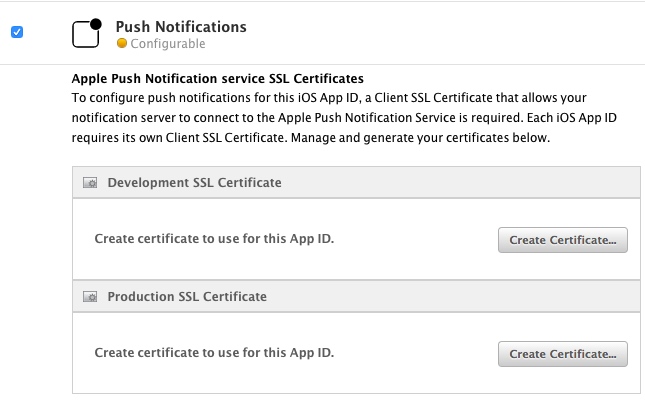 Push Notifications
Configurable
Apple Push Notification service SSL Certificates
To configure push notifications for this iOS App ID, a Client SSL Certificate that allows your
notification server to connect to the Apple Push Notification Service is required. Each iOS App ID
requires its own Client SSL Certificate. Manage and generate your certificates below.
Development SSL Certificate
Create certificate to use for this App ID.
Create Certificate...
Production SSL Certificate
Create certificate to use for this App ID.
Create Certificate...